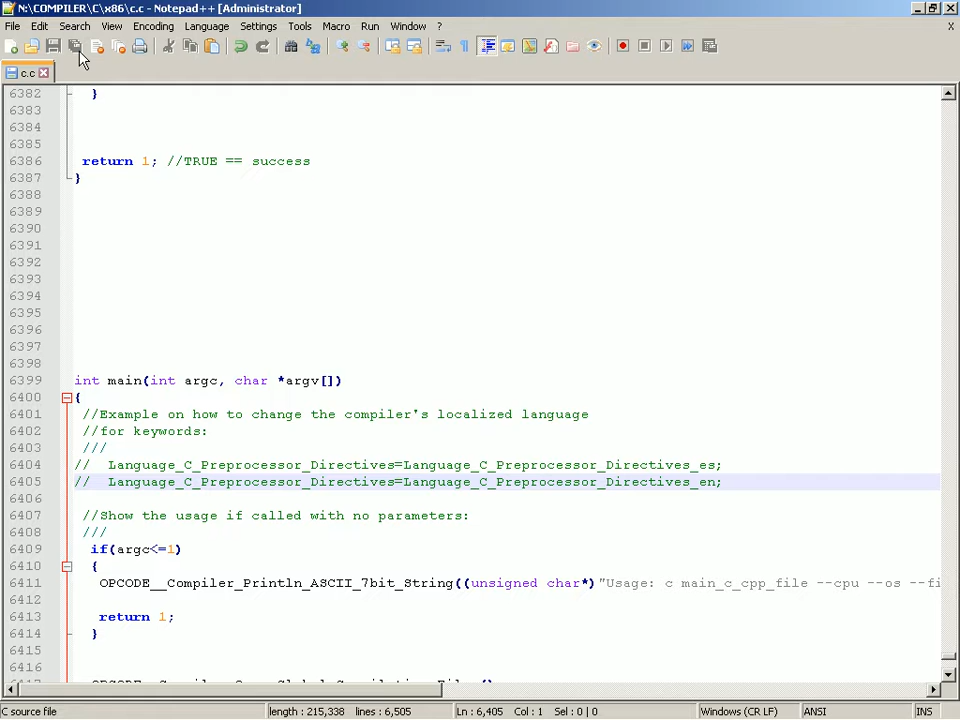 N:\COMPILER\C\x86\c.c - Notepad++ [Administrator]
File Edit Search View Encoding Language Settings Tools Macro Run Window ? X
c.c
6382 }
6383
6384
6385
6386 return 1; //TRUE == success
6387 }
6388
6389
6390
6391
6392
6393
6394
6395
6396
6397
6398
6399 int main(int argc, char *argv[])
6400 {
6401 //Example on how to change the compiler's localized language
6402 //for keywords:
6403 ///
6404 // Language_C_Preprocessor_Directives=Language_C_Preprocessor_Directives_es;
6405 // Language_C_Preprocessor_Directives=Language_C_Preprocessor_Directives_en;
6406
6407 //Show the usage if called with no parameters:
6408 ///
6409 if(argc<=1)
6410 {
6411 OPCODE__Compiler_Println_ASCII_7bit_String((unsigned char*)"Usage: c main_c_cpp_file --cpu --os --fi
6412
6413 return 1;
6414 }
6415
6416
length : 215,338 lines : 6,505 Ln : 6,405 Col : 1 Sel : 0 | 0 Windows (CR LF) ANSI INS